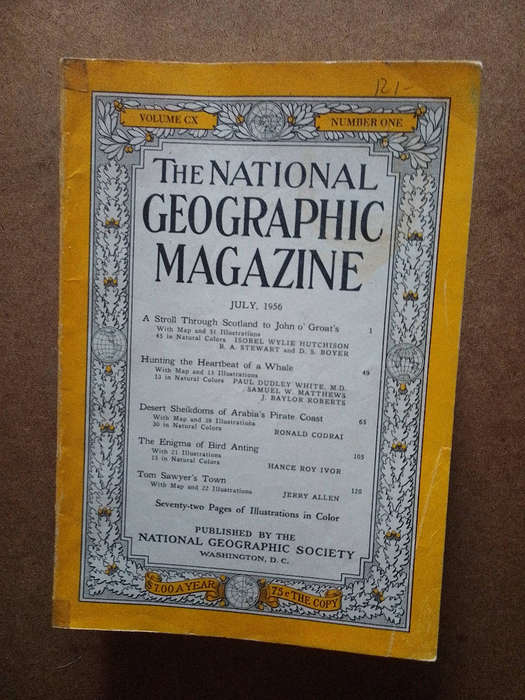 121-
VOLUME CX
NUMBER ONE
THE NATIONAL
GEOGRAPHIC
MAGAZINE
JULY, 1956
A Stroll Through Scotland to John o' Groat's 1
With Map and 51 Illustrations
45 in Natural Colors ISOBEL WYLIE HUTCHISON
B. A. STEWART and D. S. BOYER
Hunting the Heartbeat of a Whale 49
With Map and 15 Illustrations
13 in Natural Colors PAUL DUDLEY WHITE, M.D.
SAMUEL W. MATTHEWS
J. BAYLOR ROBERTS
Desert Sheikdoms of Arabia's Pirate Coast 65
With Map and 38 Illustrations
30 in Natural Colors RONALD CODRAI
The Enigma of Bird Anting 105
With 21 Illustrations
13 in Natural Colors HANCE ROY IVOR
Tom Sawyer's Town 120
With Map and 22 Illustrations JERRY ALLEN
Seventy-two Pages of Illustrations in Color
PUBLISHED BY THE
NATIONAL GEOGRAPHIC SOCIETY
WASHINGTON, D. C.
$7.00 A YEAR
75¢ THE COPY